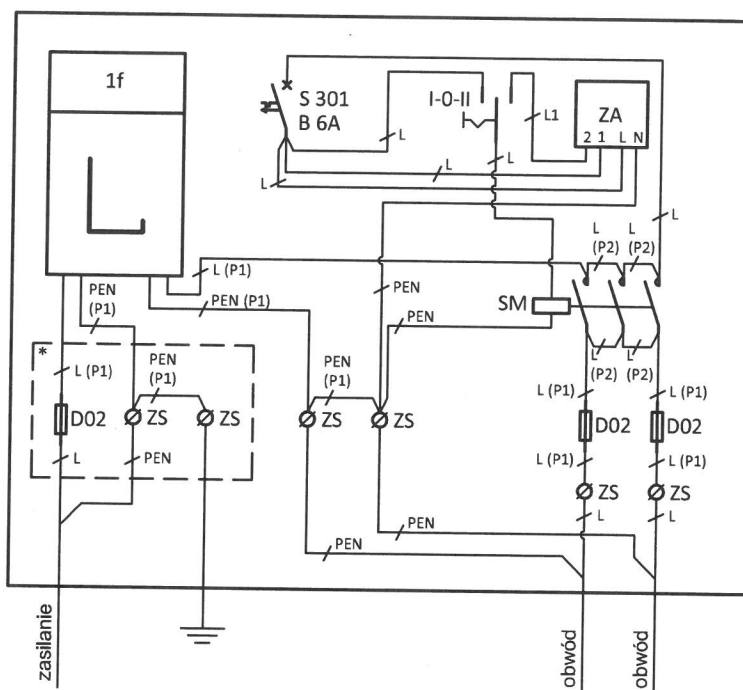 1f
S 301
B 6A
I-0-II
ZA
2 1 L N
L
L1
L
L
L
L
L (P1)
L
(P2)
L
(P2)
PEN
(P1)
PEN (P1)
PEN
SM
*
L (P1)
PEN
(P1)
PEN
(P1)
L
(P2)
L
(P2)
L (P1)
L (P1)
D02
ZS
ZS
ZS
ZS
D02
D02
L
PEN
L (P1)
L (P1)
ZS
ZS
L
L
PEN
PEN
zasilanie
obwód
obwód